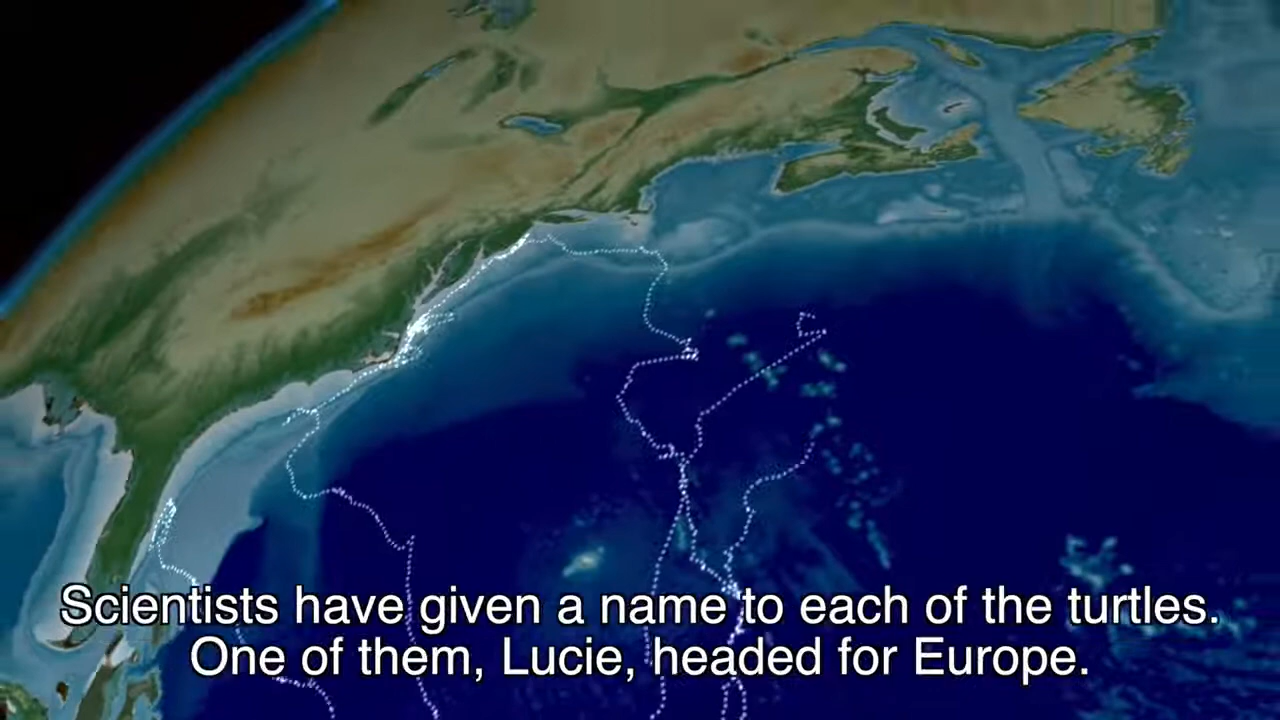 Scientists have given a name to each of the turtles.
One of them, Lucie, headed for Europe.